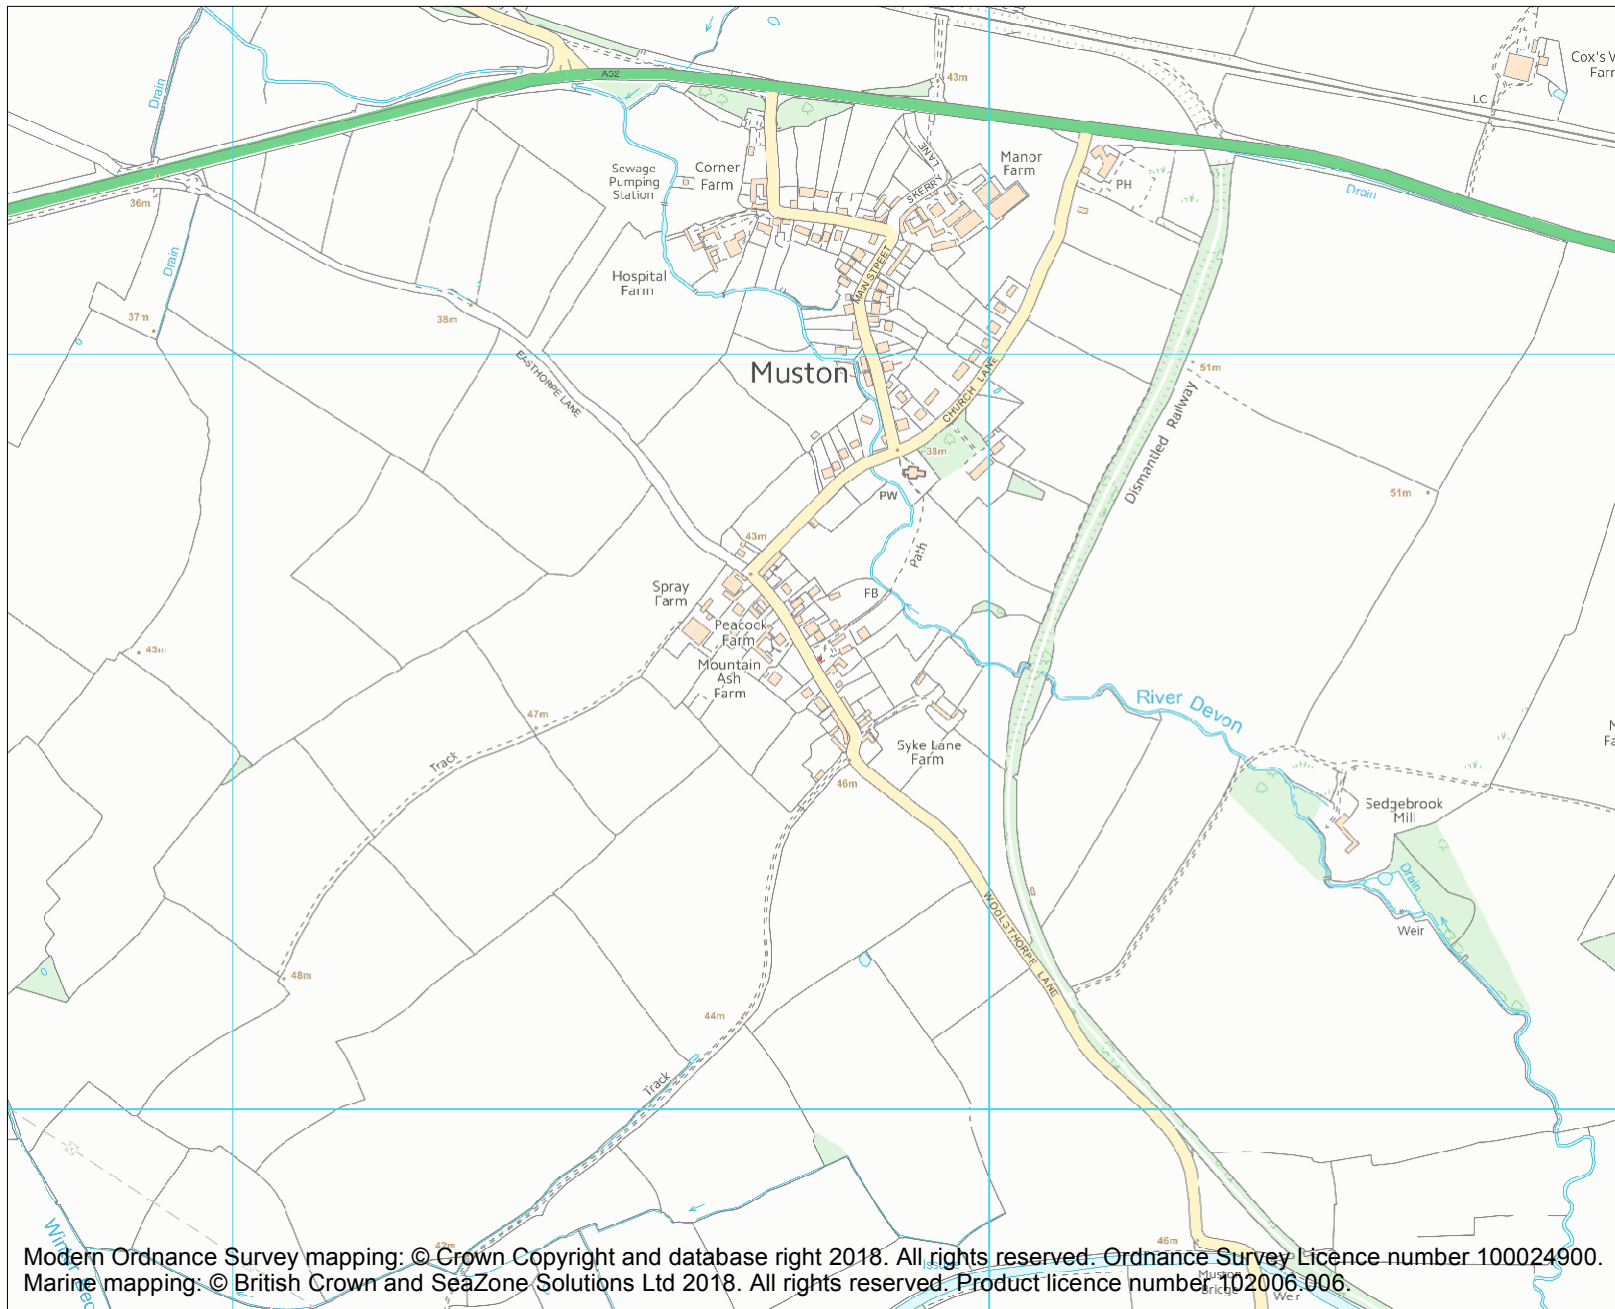 A52
43m
Cox's
LC
Drain
Sewage
Pumping
Station
Corner
Farm
SKERRY LANE
Manor
Farm
PH
Drain
36m
Drain
Hospital
Farm
MAIN STREET
37m
38m
EASTHORPE LANE
Muston
51m
CHURCH LANE
Dismantled Railway
38m
51m
PW
43m
Path
Spray
Farm
FB
Peacock
Farm
43m
Mountain
Ash
Farm
River Devon
47m
Track
Syke Lane
Farm
46m
Sedgebrook
Mill
Drain
Weir
WOOLSTHORPE LANE
48m
44m
Track
Winter
42m
46m
Modern Ordnance Survey mapping: © Crown Copyright and database right 2018. All rights reserved. Ordnance Survey Licence number 100024900.
Marine mapping: © British Crown and SeaZone Solutions Ltd 2018. All rights reserved. Product licence number 102006.006.
Muston
Bridge
Weir